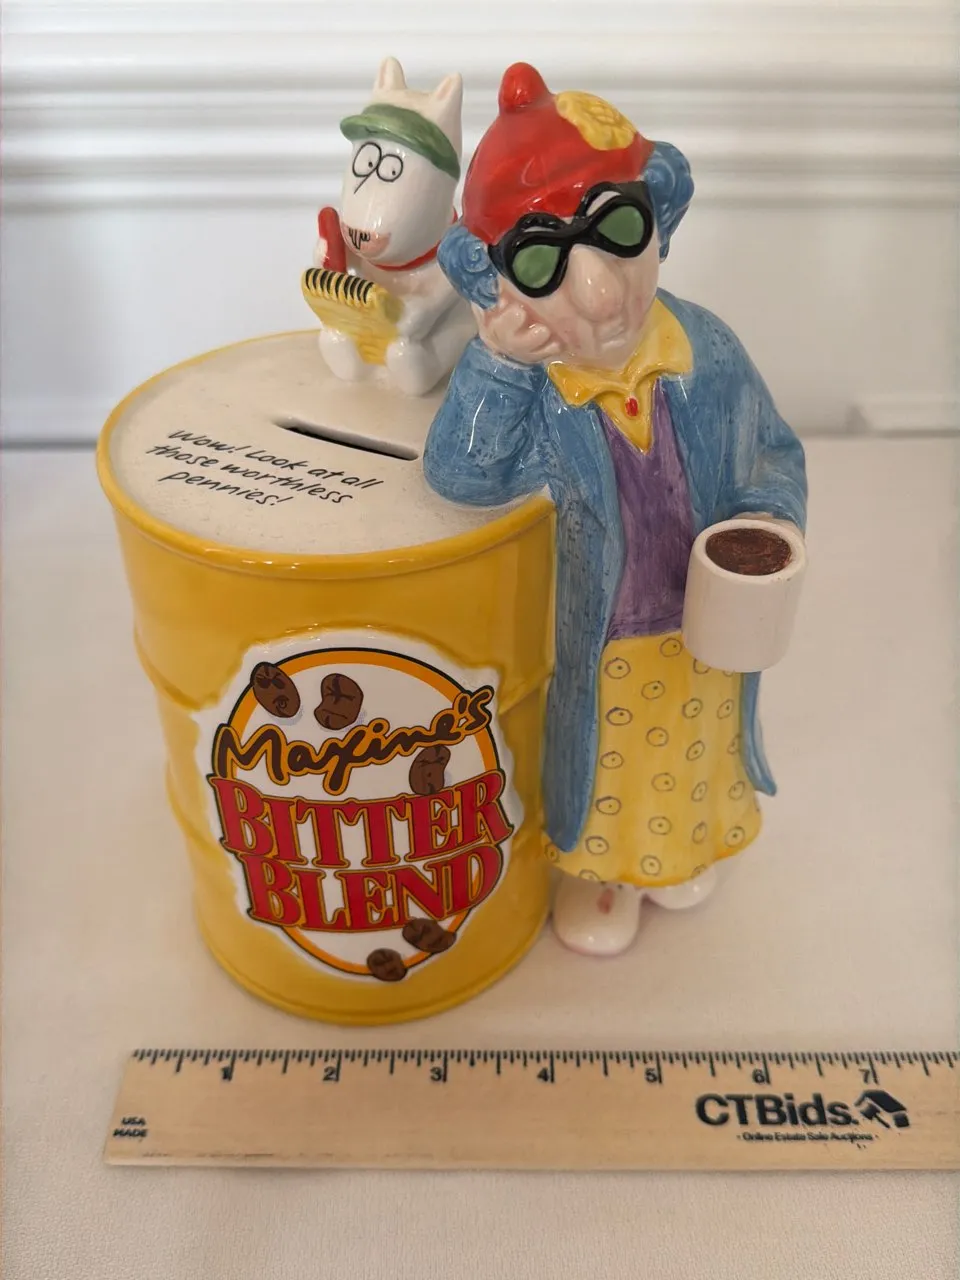 Wow! Look at all
those worthless
pennies!
Maxine's
BITTER
BLEND
1 2 3 4 5 6 7
USA
MADE
CTBids.
- Online Estate Sale Auctions -